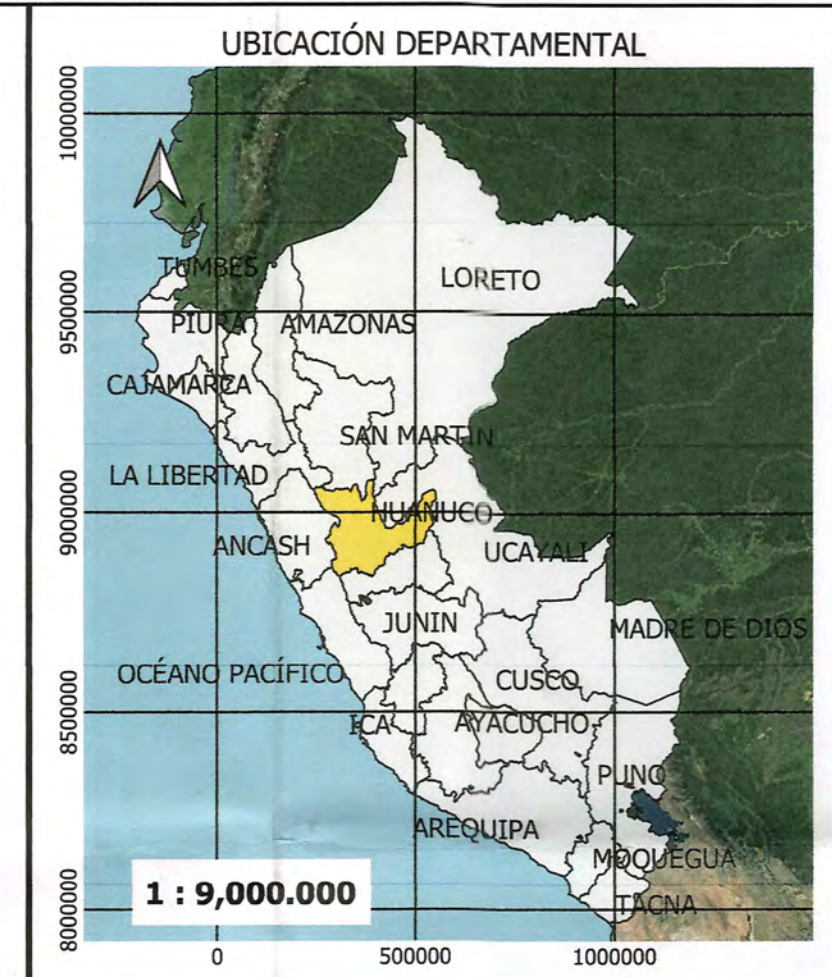 UBICACIÓN DEPARTAMENTAL
10000000
9500000
9000000
8500000
8000000
TUMBES
LORETO
PIURA
AMAZONAS
CAJAMARCA
SAN MARTIN
LA LIBERTAD
HUANUCO
ANCASH
UCAYALI
JUNIN
MADRE DE DIOS
OCÉANO PACÍFICO
CUSCO
ICA
AYACUCHO
PUNO
AREQUIPA
MOQUEGUA
TACNA
1 : 9,000.000
0
500000
1000000